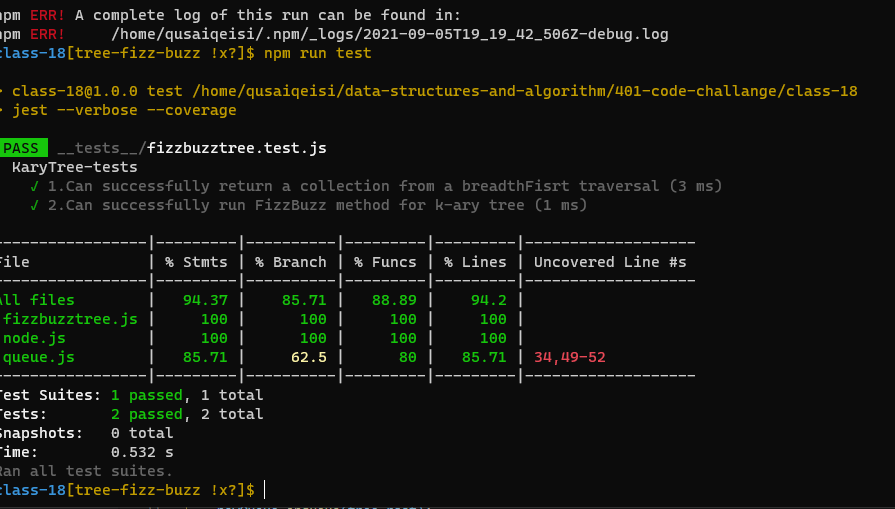 npm ERR! A complete log of this run can be found in:
npm ERR!     /home/qusaiqeisi/.npm/_logs/2021-09-05T19_19_42_506Z-debug.log
class-18[tree-fizz-buzz !x?]$ npm run test
> class-18@1.0.0 test /home/qusaiqeisi/data-structures-and-algorithm/401-code-challange/class-18
> jest --verbose --coverage
PASS __tests__/fizzbuzztree.test.js
KaryTree-tests
✓ 1.Can successfully return a collection from a breadthFisrt traversal (3 ms)
✓ 2.Can successfully run FizzBuzz method for k-ary tree (1 ms)
-----------------|---------|----------|---------|---------|-------------------
File | % Stmts | % Branch | % Funcs | % Lines | Uncovered Line #s
-----------------|---------|----------|---------|---------|-------------------
All files | 94.37 | 85.71 | 88.89 | 94.2 |
fizzbuzztree.js | 100 | 100 | 100 | 100 |
node.js | 100 | 100 | 100 | 100 |
queue.js | 85.71 | 62.5 | 80 | 85.71 | 34,49-52
-----------------|---------|----------|---------|---------|-------------------
Test Suites: 1 passed, 1 total
Tests: 2 passed, 2 total
Snapshots: 0 total
Time: 0.532 s
Ran all test suites.
class-18[tree-fizz-buzz !x?]$